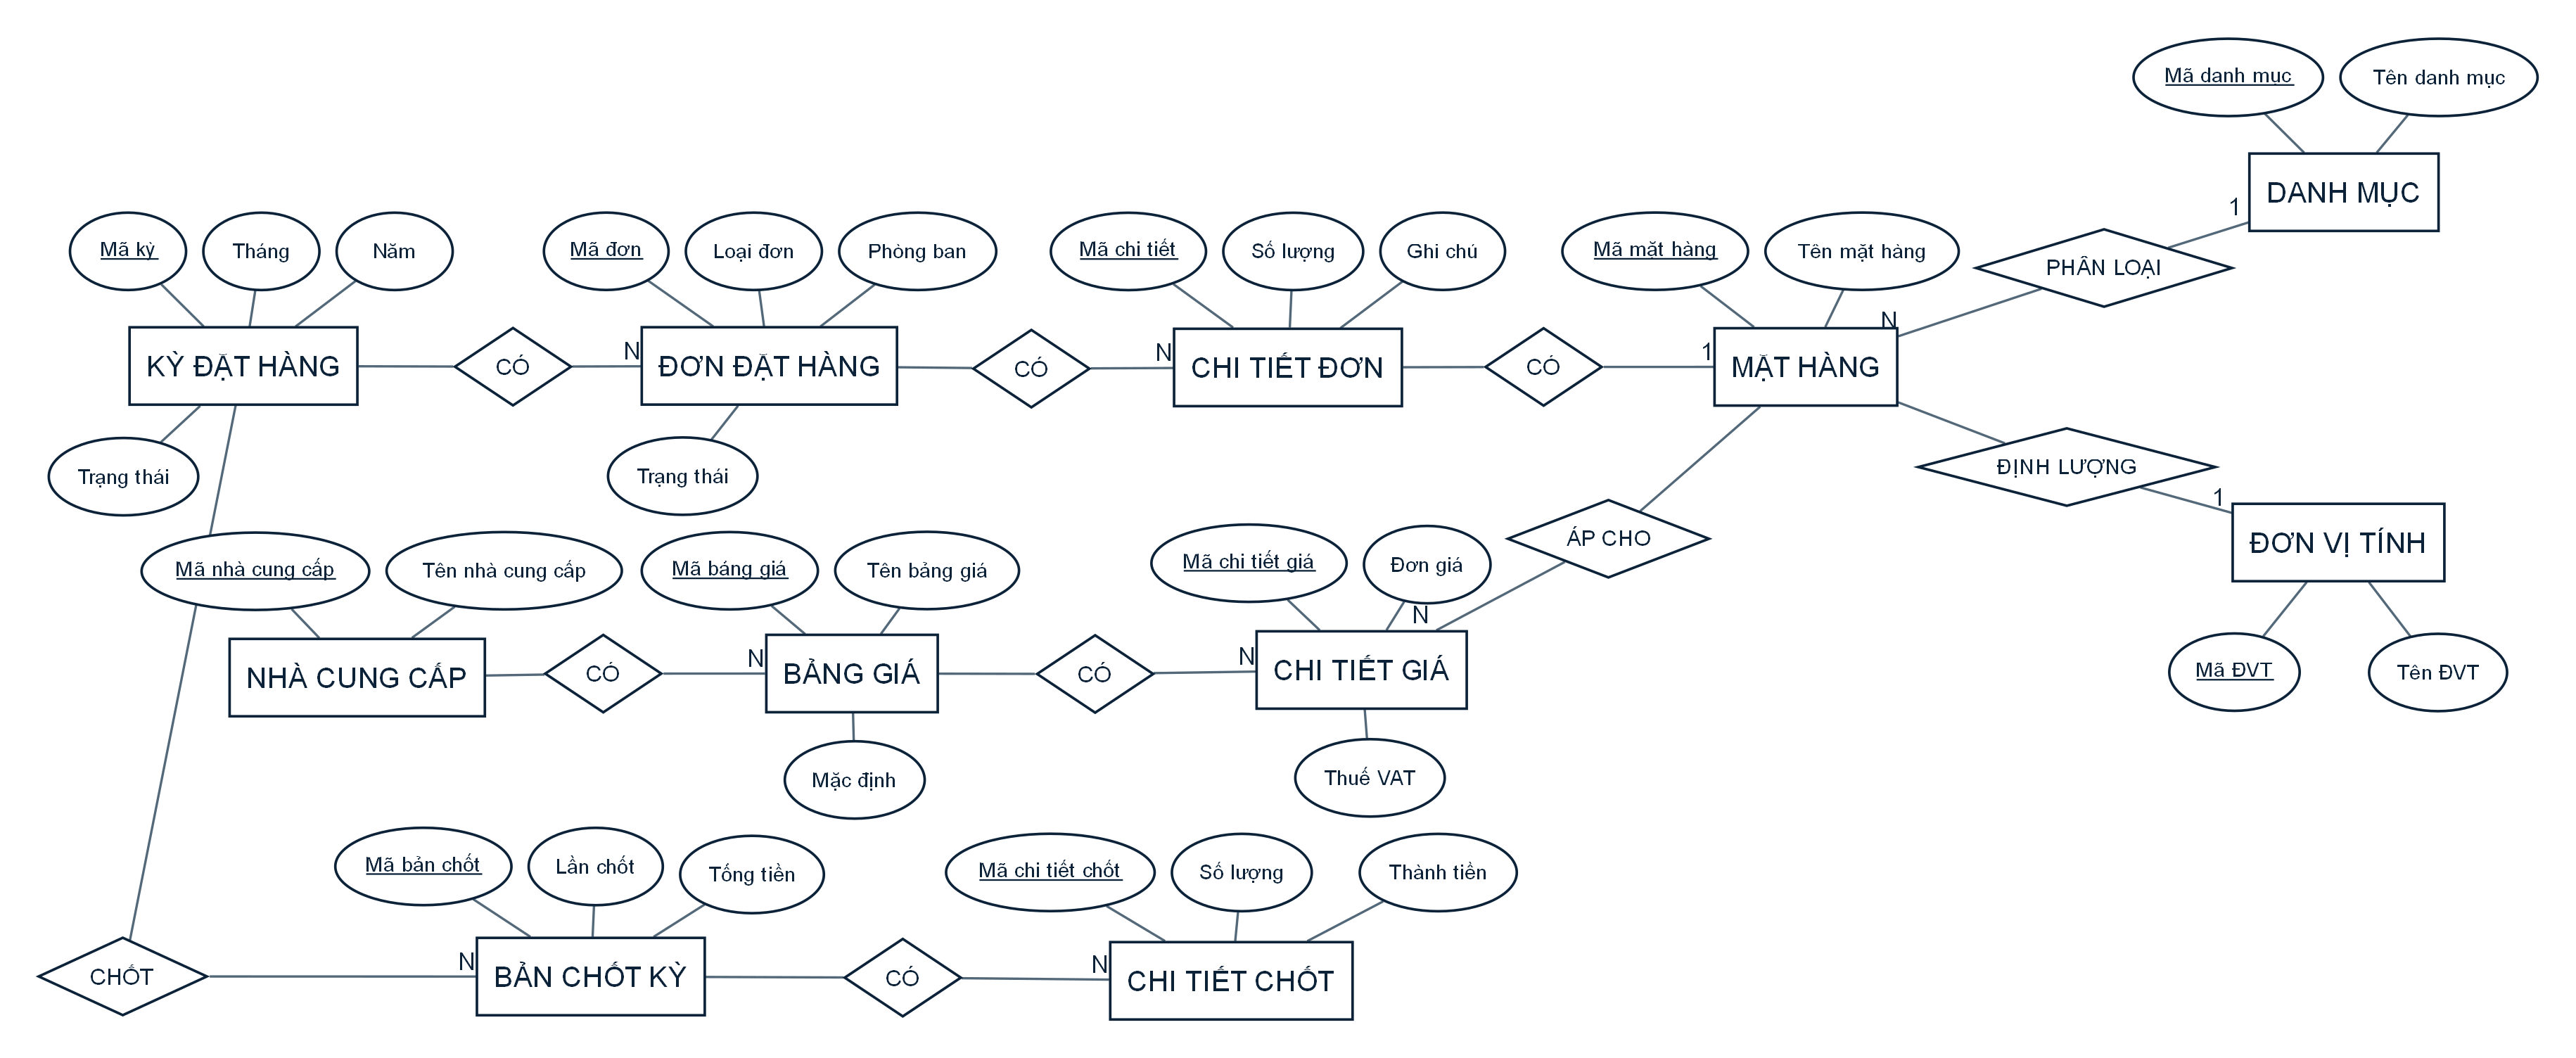 Mã danh mục
Tên danh mục
DANH MỤC
1
PHÂN LOẠI
N
Mã kỳ
Tháng
Năm
Mã đơn
Loại đơn
Phòng ban
Mã chi tiết
Số lượng
Ghi chú
Mã mặt hàng
Tên mặt hàng
KỲ ĐẶT HÀNG
CÓ
N
ĐƠN ĐẶT HÀNG
CÓ
N
CHI TIẾT ĐƠN
CÓ
1
MẶT HÀNG
Trạng thái
Trạng thái
ĐỊNH LƯỢNG
1
ĐƠN VỊ TÍNH
ÁP CHO
N
Mã ĐVT
Tên ĐVT
Mã nhà cung cấp
Tên nhà cung cấp
Mã báng giá
Tên bảng giá
Mã chi tiết giá
Đơn giá
NHÀ CUNG CẤP
CÓ
N
BẢNG GIÁ
CÓ
N
CHI TIẾT GIÁ
Mặc định
Thuế VAT
Mã bản chốt
Lần chốt
Tống tiền
Mã chi tiết chốt
Số lượng
Thành tiền
CHỐT
N
BẢN CHỐT KỲ
CÓ
N
CHI TIẾT CHỐT